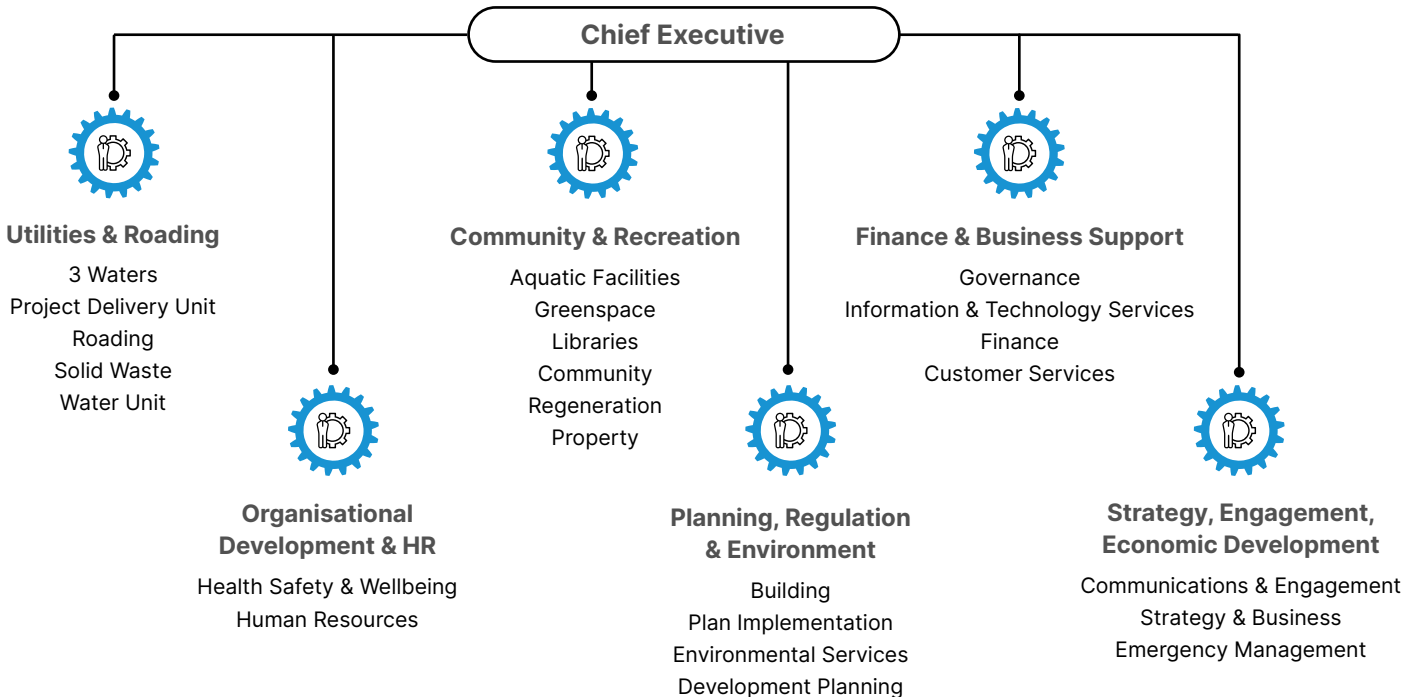 Chief Executive
Utilities & Roading
3 Waters
Project Delivery Unit
Roading
Solid Waste
Water Unit
Organisational
Development & HR
Health Safety & Wellbeing
Human Resources
Community & Recreation
Aquatic Facilities
Greenspace
Libraries
Community
Regeneration
Property
Planning, Regulation
& Environment
Building
Plan Implementation
Environmental Services
Development Planning
Finance & Business Support
Governance
Information & Technology Services
Finance
Customer Services
Strategy, Engagement,
Economic Development
Communications & Engagement
Strategy & Business
Emergency Management